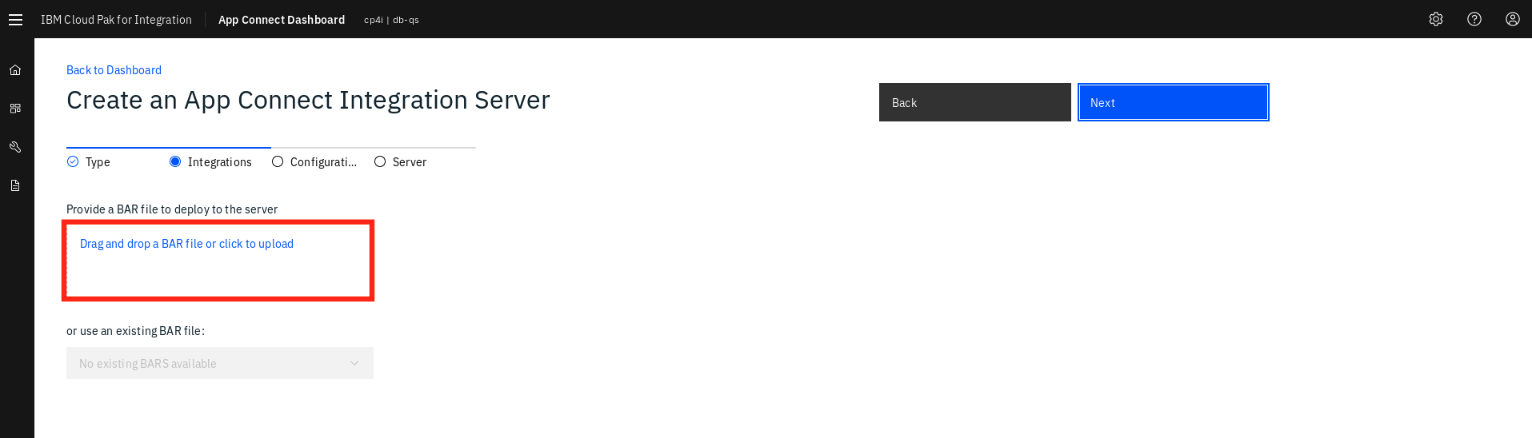 IBM Cloud Pak for Integration App Connect Dashboard cp4i | db-qs
Back to Dashboard
Create an App Connect Integration Server
Back Next
Type Integrations Configurati... Server
Provide a BAR file to deploy to the server
Drag and drop a BAR file or click to upload
or use an existing BAR file:
No existing BARS available